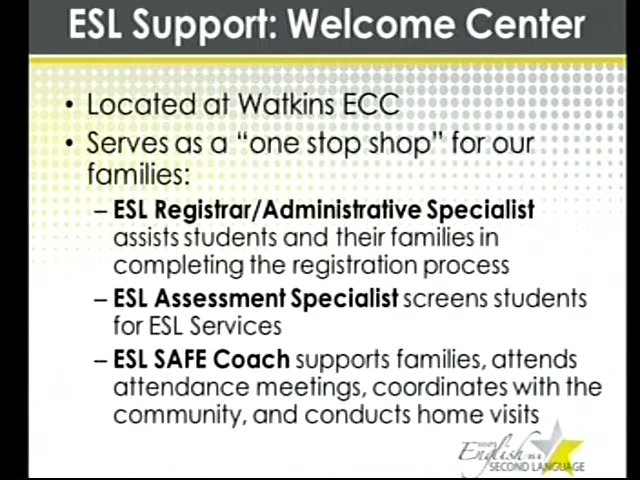 ESL Support: Welcome Center
• Located at Watkins ECC
• Serves as a “one stop shop” for our
families:
– ESL Registrar/Administrative Specialist
assists students and their families in
completing the registration process
– ESL Assessment Specialist screens students
for ESL Services
– ESL SAFE Coach supports families, attends
attendance meetings, coordinates with the
community, and conducts home visits
English
SECOND LANGUAGE